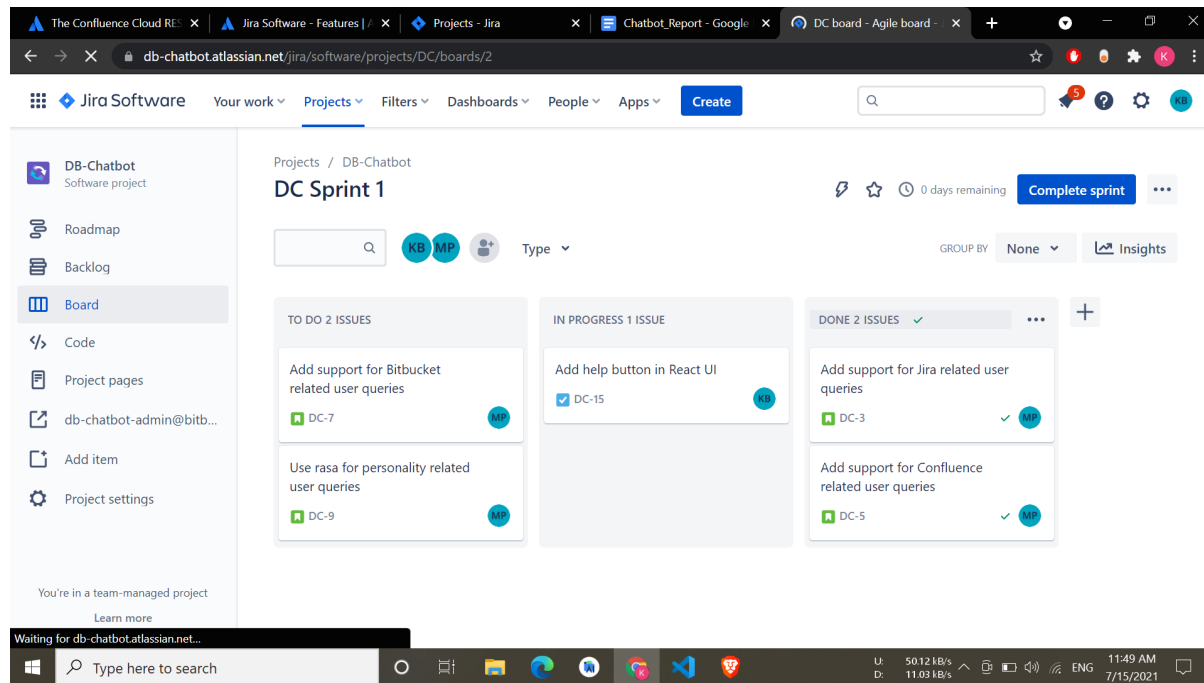 The Confluence Cloud RES
Jira Software - Features | A
Projects - Jira
Chatbot_Report - Google
DC board - Agile board - J
db-chatbot.atlassian.net/jira/software/projects/DC/boards/2
K
Jira Software
Your work
Projects
Filters
Dashboards
People
Apps
Create
5
KB
DB-Chatbot
Software project
Roadmap
Backlog
Board
Code
Project pages
db-chatbot-admin@bitb...
Add item
Project settings
You're in a team-managed project
Learn more
Projects / DB-Chatbot
DC Sprint 1
0 days remaining
Complete sprint
KB MP
Type
GROUP BY
None
Insights
TO DO 2 ISSUES
Add support for Bitbucket
related user queries
DC-7
MP
Use rasa for personality related
user queries
DC-9
MP
IN PROGRESS 1 ISSUE
Add help button in React UI
DC-15
KB
DONE 2 ISSUES
Add support for Jira related user
queries
DC-3
MP
Add support for Confluence
related user queries
DC-5
MP
Waiting for db-chatbot.atlassian.net...
Type here to search
U: 50.12 kB/s
D: 11.03 kB/s
ENG
11:49 AM
7/15/2021